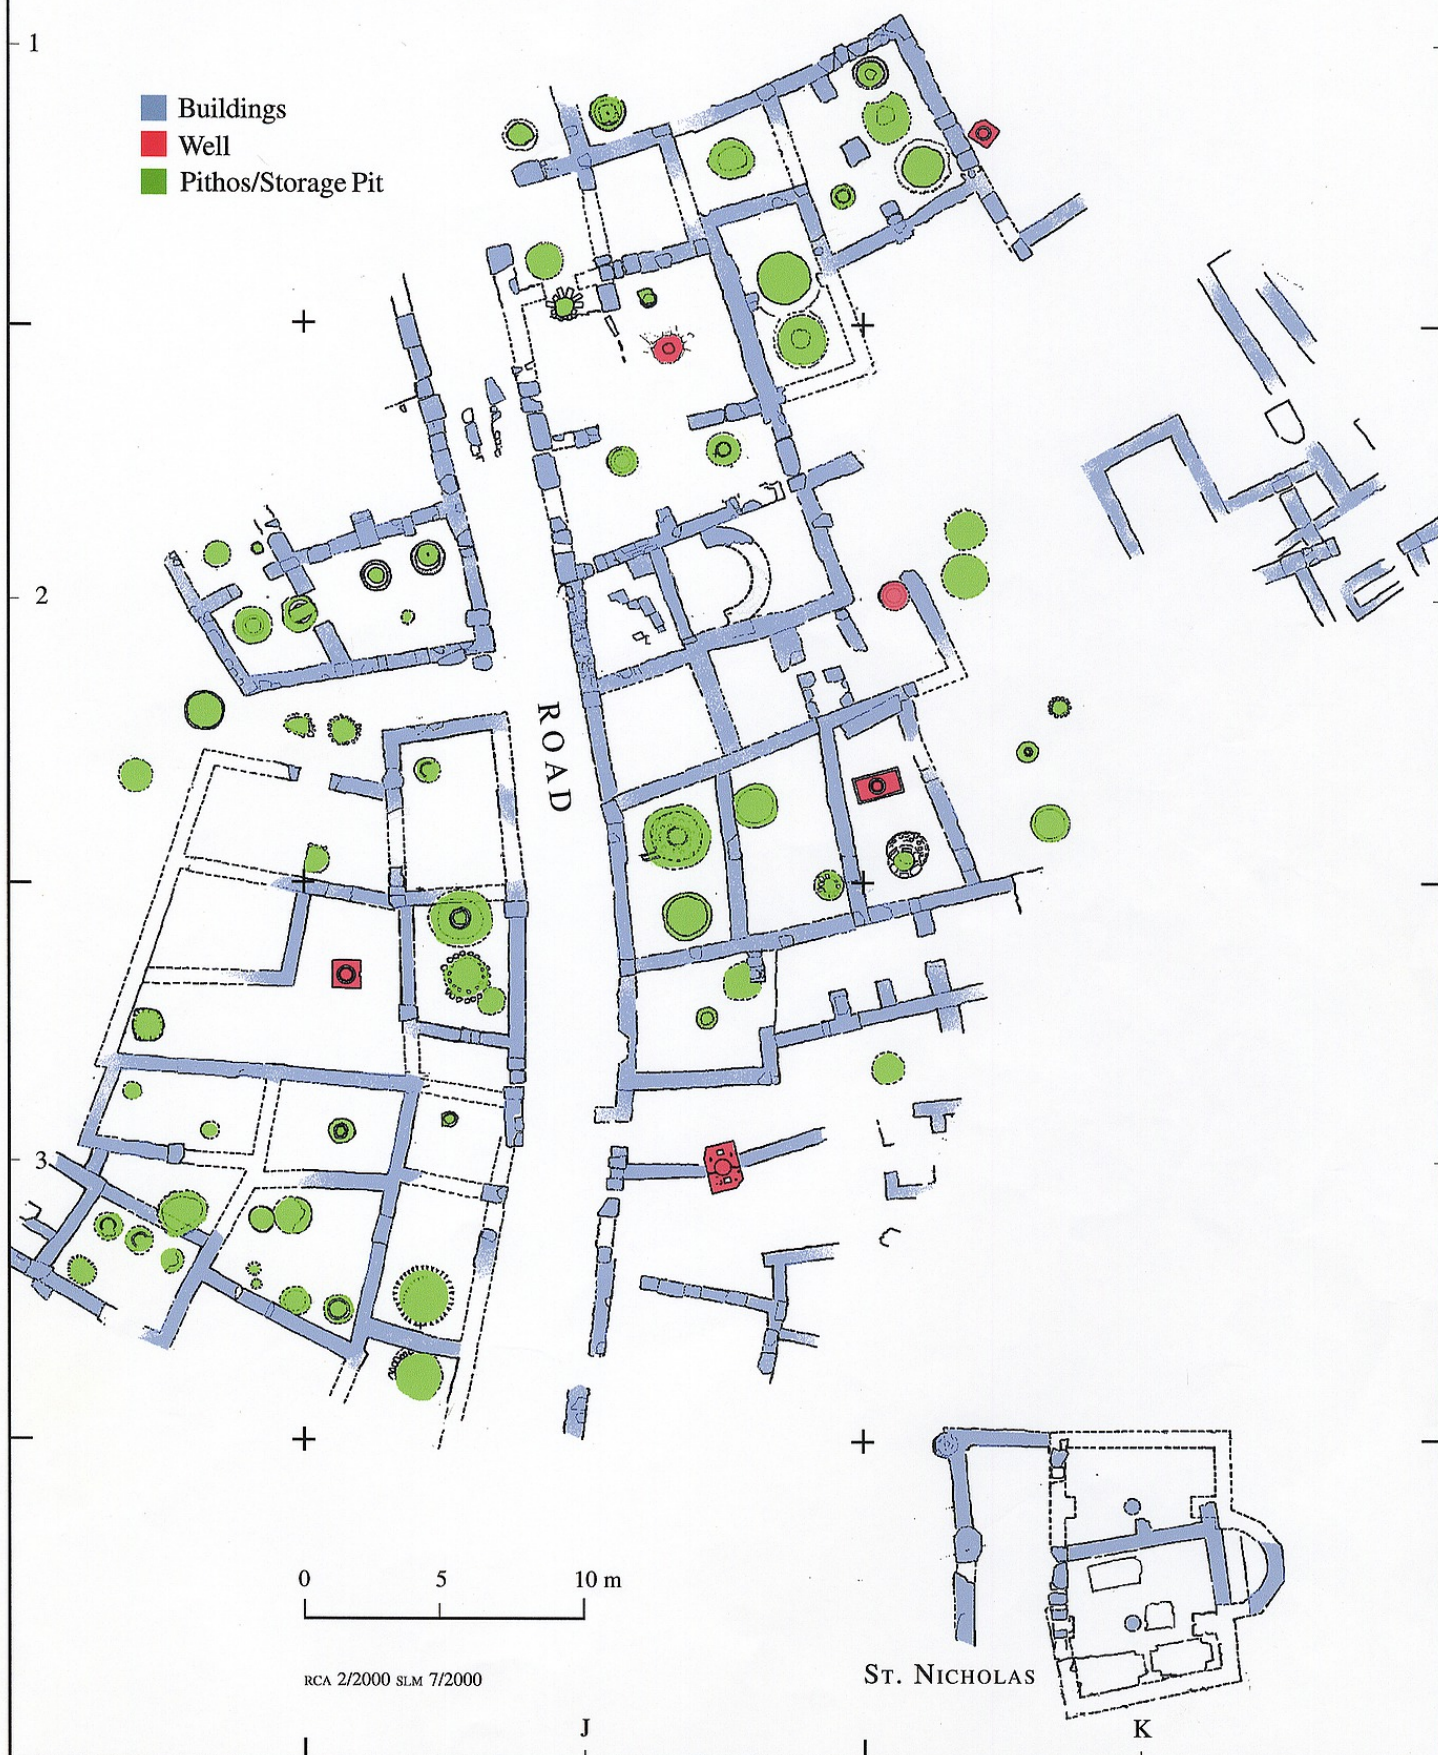 1
Buildings
Well
Pithos/Storage Pit
2
ROAD
3
0 5 10 m
RCA 2/2000 SLM 7/2000
ST. NICHOLAS
J K